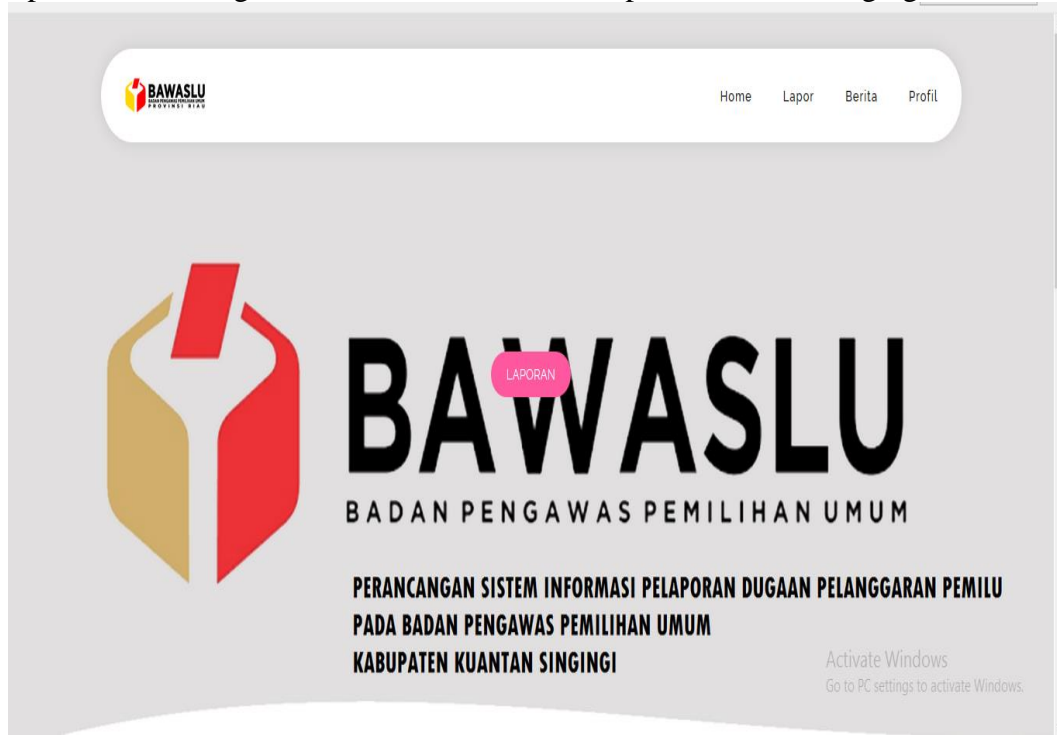 BAWASLU
BADAN PENGAWAS PEMILIHAN UMUM
PROVINSI RIAU
Home Lapor Berita Profil
BAWASLU
LAPORAN
BADAN PENGAWAS PEMILIHAN UMUM
PERANCANGAN SISTEM INFORMASI PELAPORAN DUGAAN PELANGGARAN PEMILU
PADA BADAN PENGAWAS PEMILIHAN UMUM
KABUPATEN KUANTAN SINGINGI
Activate Windows
Go to PC settings to activate Windows.